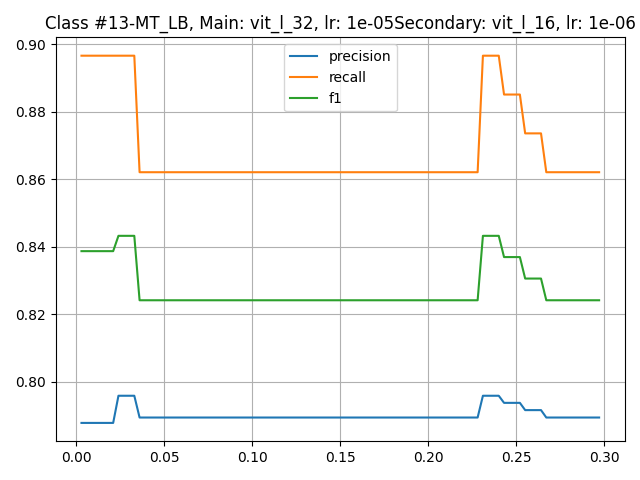 Class #13-MT_LB, Main: vit_l_32, lr: 1e-05Secondary: vit_l_16, lr: 1e-06
0.90
0.88
0.86
0.84
0.82
0.80
precision
recall
f1
0.00 0.05 0.10 0.15 0.20 0.25 0.30